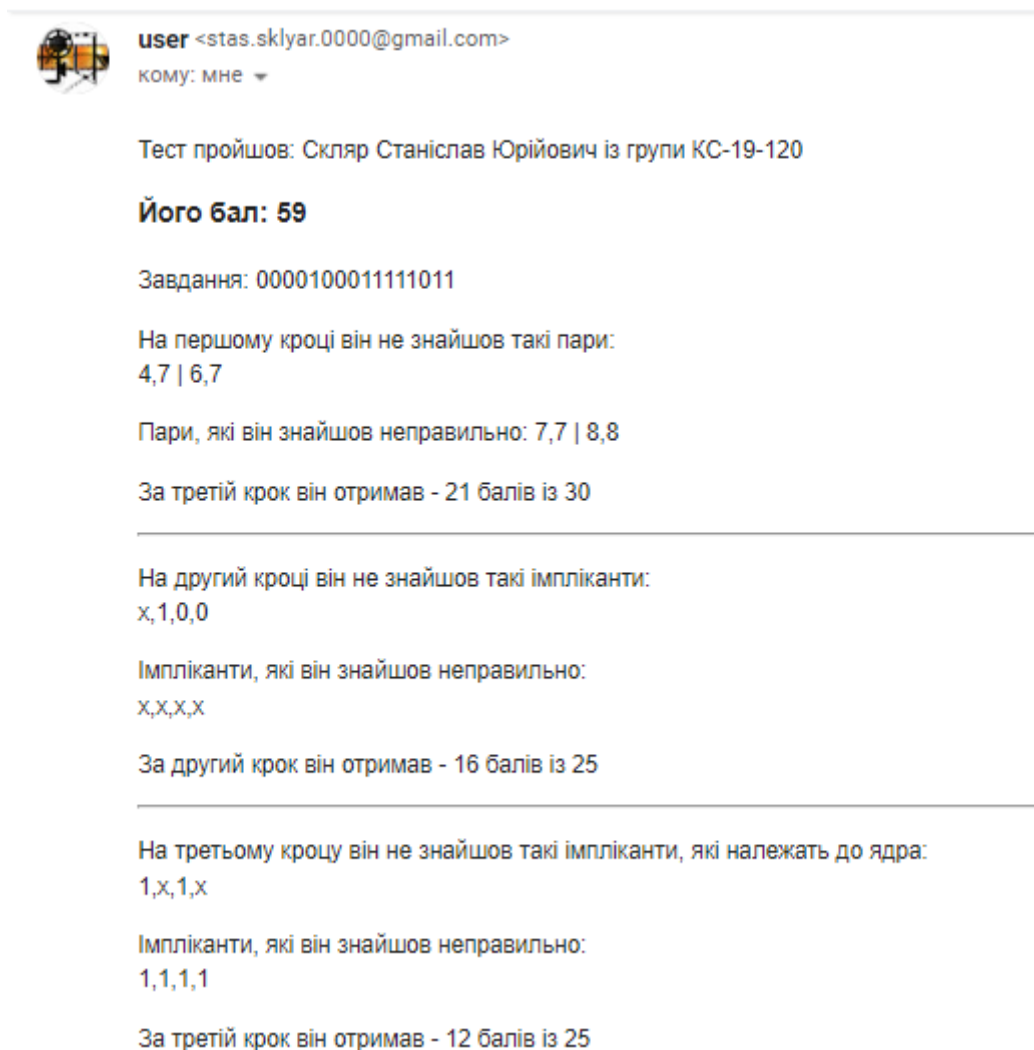 user <stas.sklyar.0000@gmail.com>
кому: мне
Тест пройшов: Скляр Станіслав Юрійович із групи КС-19-120
Його бал: 59
Завдання: 0000100011111011
На першому кроці він не знайшов такі пари:
4,7 | 6,7
Пари, які він знайшов неправильно: 7,7 | 8,8
За третій крок він отримав - 21 балів із 30
На другий кроці він не знайшов такі імпліканти:
x,1,0,0
Імпліканти, які він знайшов неправильно:
x,x,x,x
За другий крок він отримав - 16 балів із 25
На третьому кроцу він не знайшов такі імпліканти, які належать до ядра:
1,x,1,x
Імпліканти, які він знайшов неправильно:
1,1,1,1
За третій крок він отримав - 12 балів із 25